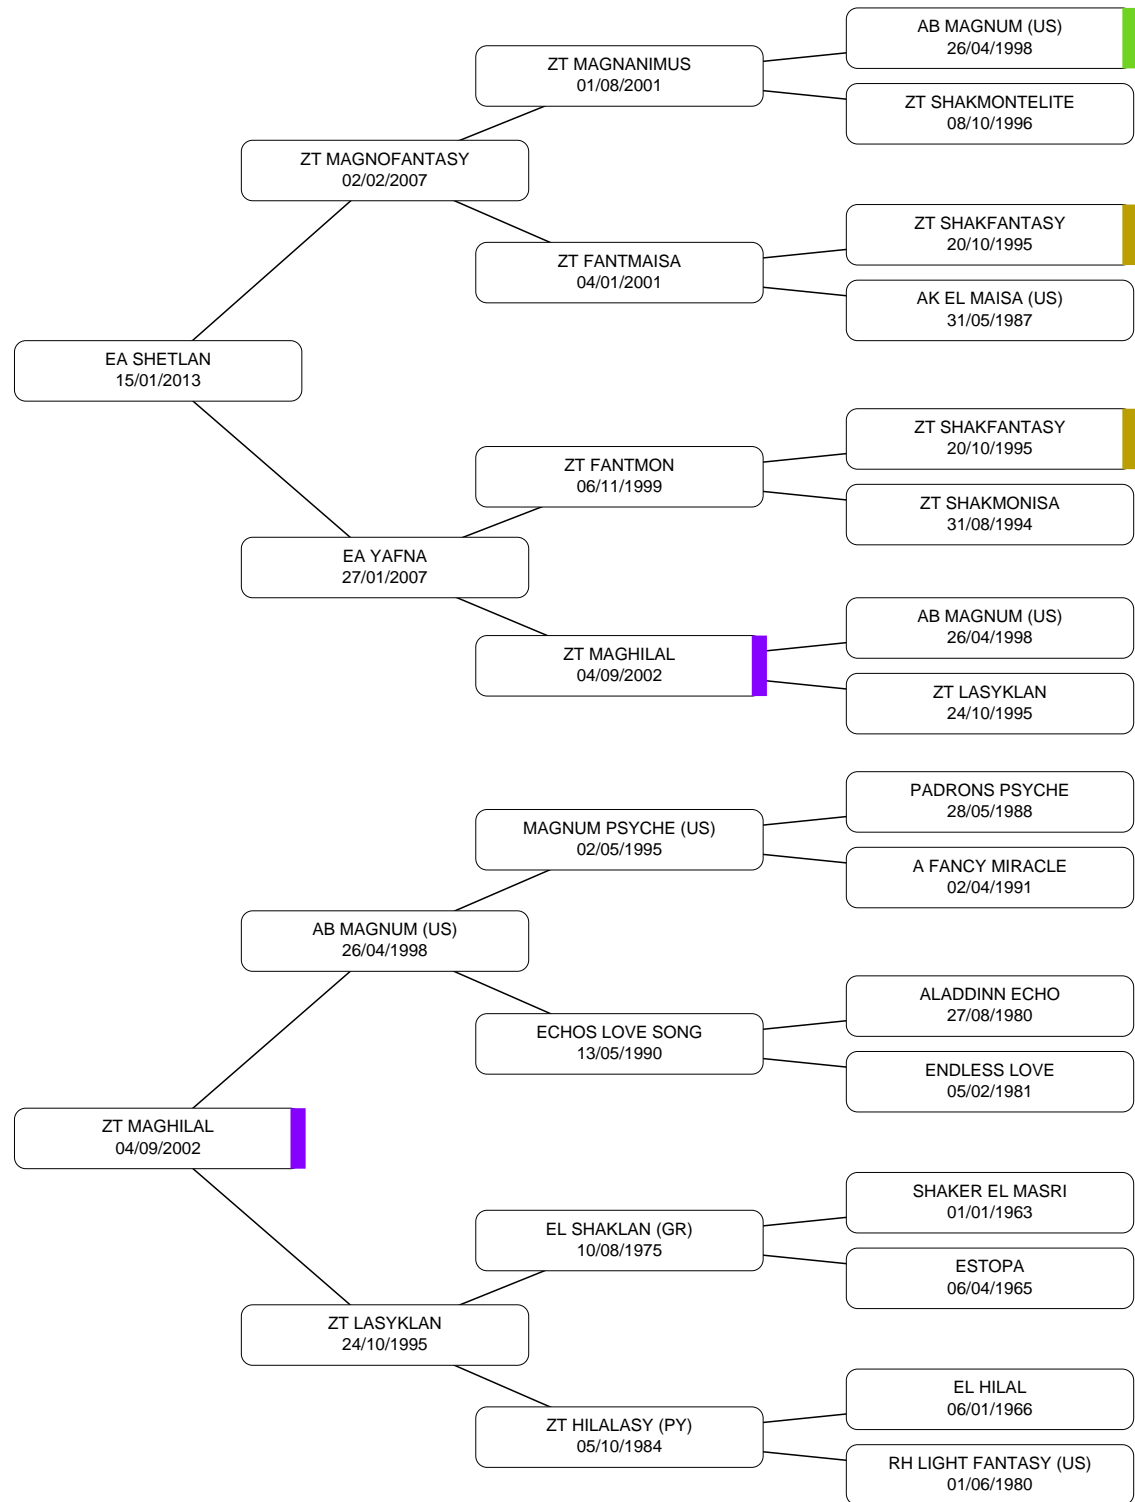 AB MAGNUM (US)
26/04/1998
ZT MAGNANIMUS
01/08/2001
ZT SHAKMONTELITE
08/10/1996
ZT MAGNOFANTASY
02/02/2007
ZT SHAKFANTASY
20/10/1995
ZT FANTMAISA
04/01/2001
AK EL MAISA (US)
31/05/1987
EA SHETLAN
15/01/2013
ZT SHAKFANTASY
20/10/1995
ZT FANTMON
06/11/1999
ZT SHAKMONISA
31/08/1994
EA YAFNA
27/01/2007
AB MAGNUM (US)
26/04/1998
ZT MAGHILAL
04/09/2002
ZT LASYKLAN
24/10/1995
PADRONS PSYCHE
28/05/1988
MAGNUM PSYCHE (US)
02/05/1995
A FANCY MIRACLE
02/04/1991
AB MAGNUM (US)
26/04/1998
ALADDINN ECHO
27/08/1980
ECHOS LOVE SONG
13/05/1990
ENDLESS LOVE
05/02/1981
ZT MAGHILAL
04/09/2002
SHAKER EL MASRI
01/01/1963
EL SHAKLAN (GR)
10/08/1975
ESTOPA
06/04/1965
ZT LASYKLAN
24/10/1995
EL HILAL
06/01/1966
ZT HILALASY (PY)
05/10/1984
RH LIGHT FANTASY (US)
01/06/1980